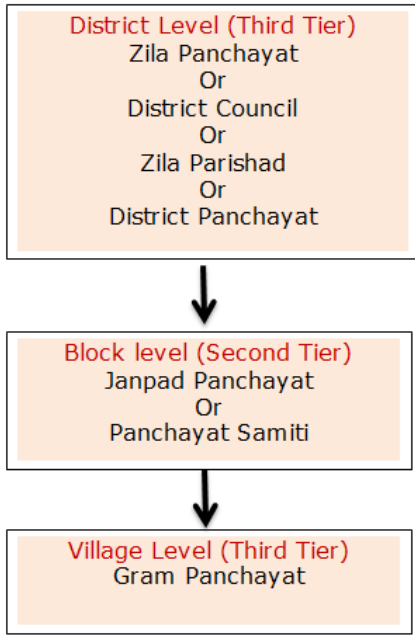 District Level (Third Tier)
Zila Panchayat
Or
District Council
Or
Zila Parishad
Or
District Panchayat
Block level (Second Tier)
Janpad Panchayat
Or
Panchayat Samiti
Village Level (Third Tier)
Gram Panchayat